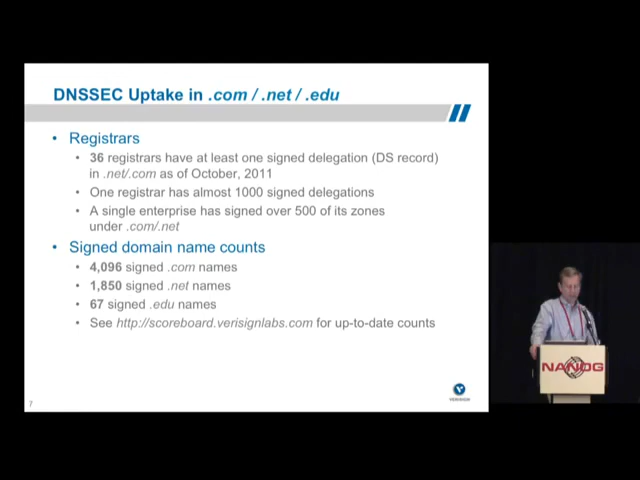 DNSSEC Uptake in .com / .net / .edu
• Registrars
• 36 registrars have at least one signed delegation (DS record)
in .net/.com as of October, 2011
• One registrar has almost 1000 signed delegations
• A single enterprise has signed over 500 of its zones
under .com/.net
• Signed domain name counts
• 4,096 signed .com names
• 1,850 signed .net names
• 67 signed .edu names
• See http://scoreboard.verisignlabs.com for up-to-date counts
7
VERISIGN
NANOG